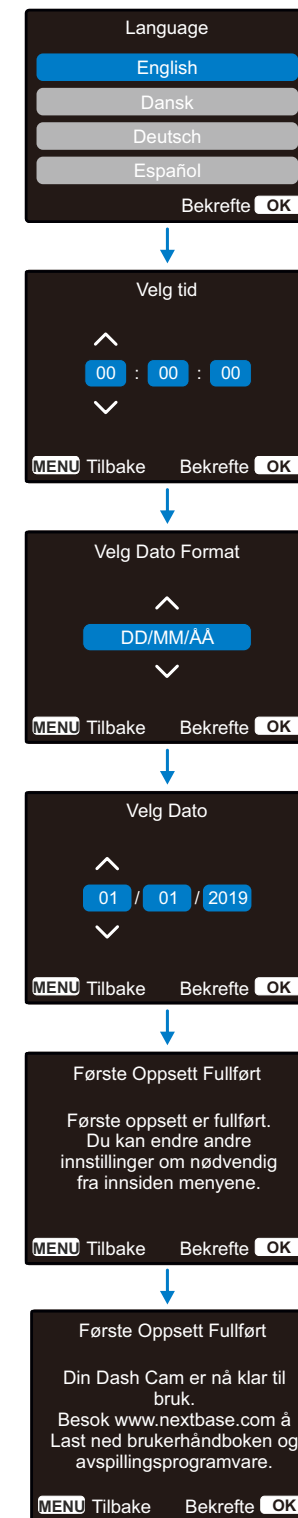 Language
English
Dansk
Deutsch
Español
Bekrefte OK
Velg tid
00 : 00 : 00
MENU Tilbake Bekrefte OK
Velg Dato Format
DD/MM/ÅÅ
MENU Tilbake Bekrefte OK
Velg Dato
01 / 01 / 2019
MENU Tilbake Bekrefte OK
Første Oppsett Fullført
Første oppsett er fullført.
Du kan endre andre
innstillinger om nødvendig
fra innsiden menyene.
MENU Tilbake Bekrefte OK
Første Oppsett Fullført
Din Dash Cam er nå klar til
bruk.
Besok www.nextbase.com å
Last ned brukerhåndboken og
avspillingsprogramvare.
MENU Tilbake Bekrefte OK